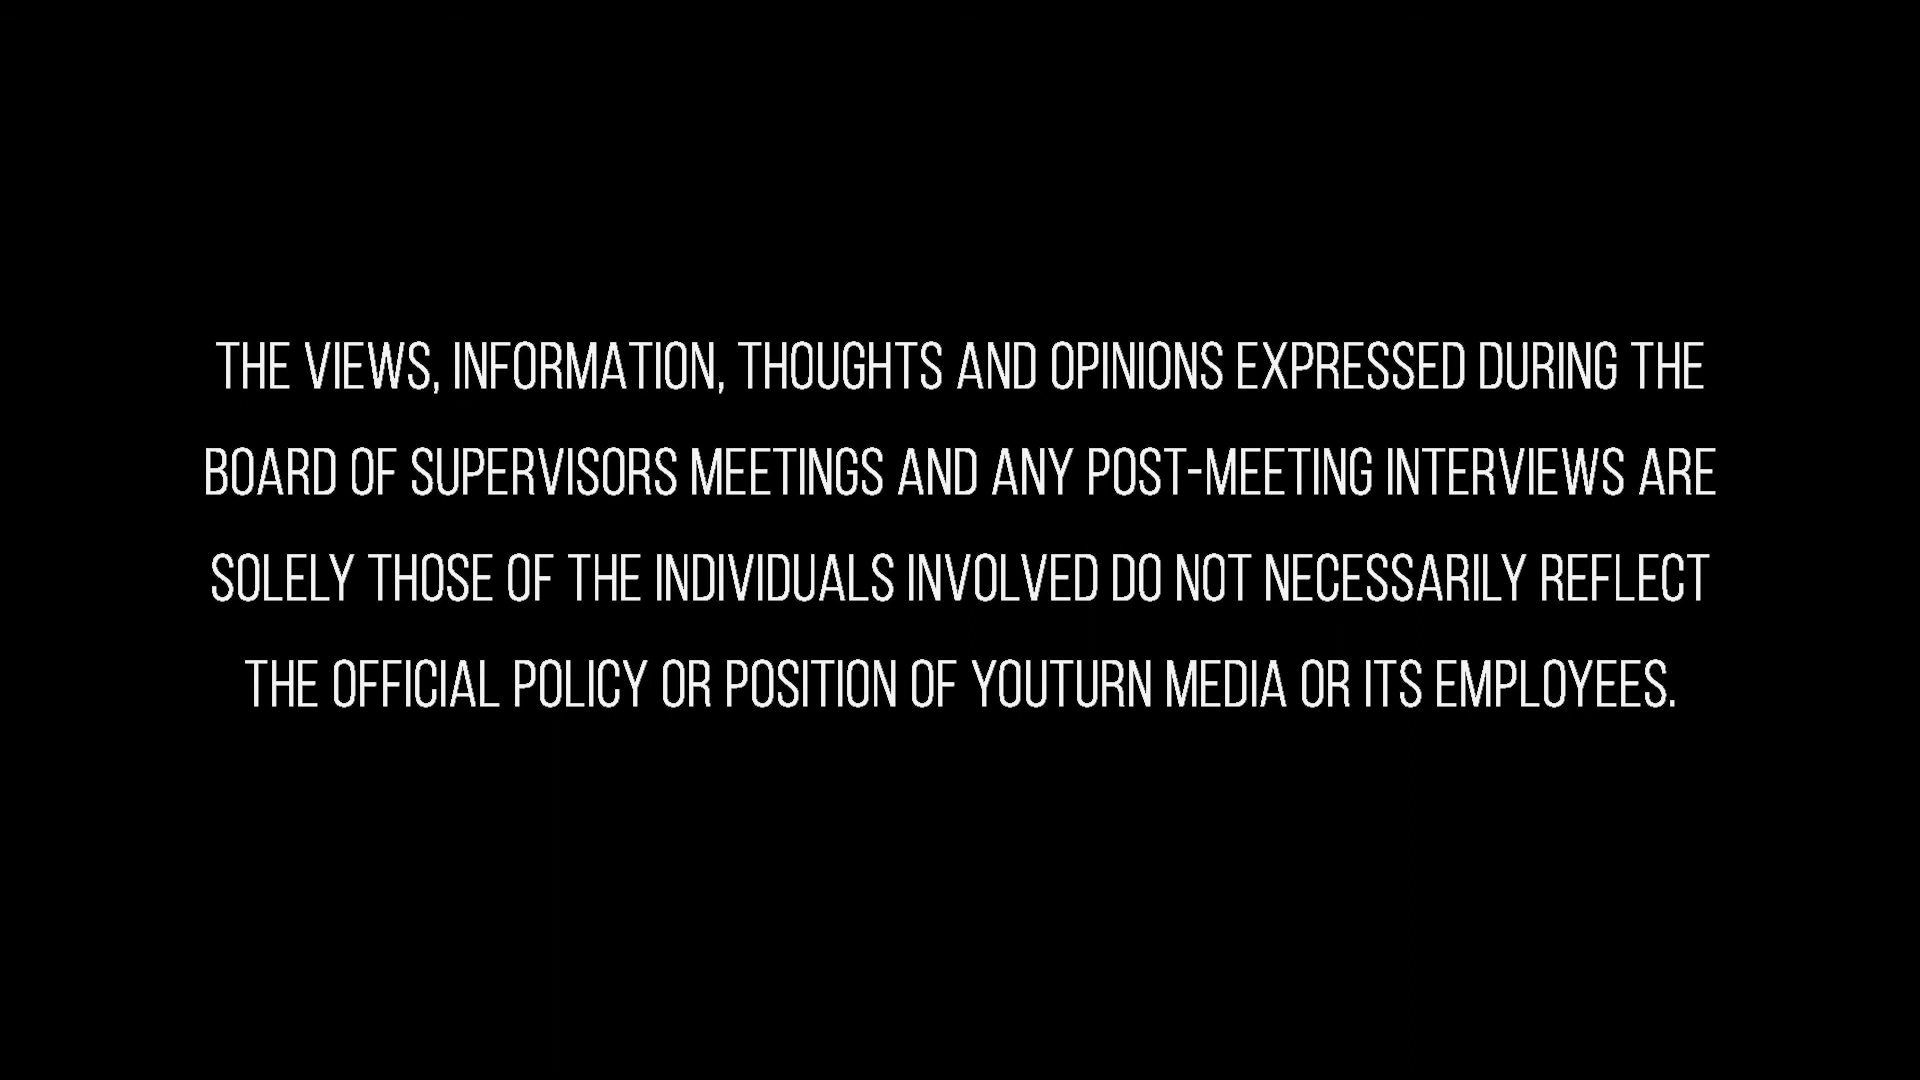 THE VIEWS, INFORMATION, THOUGHTS AND OPINIONS EXPRESSED DURING THE
BOARD OF SUPERVISORS MEETINGS AND ANY POST-MEETING INTERVIEWS ARE
SOLELY THOSE OF THE INDIVIDUALS INVOLVED DO NOT NECESSARILY REFLECT
THE OFFICIAL POLICY OR POSITION OF YOUTURN MEDIA OR ITS EMPLOYEES.